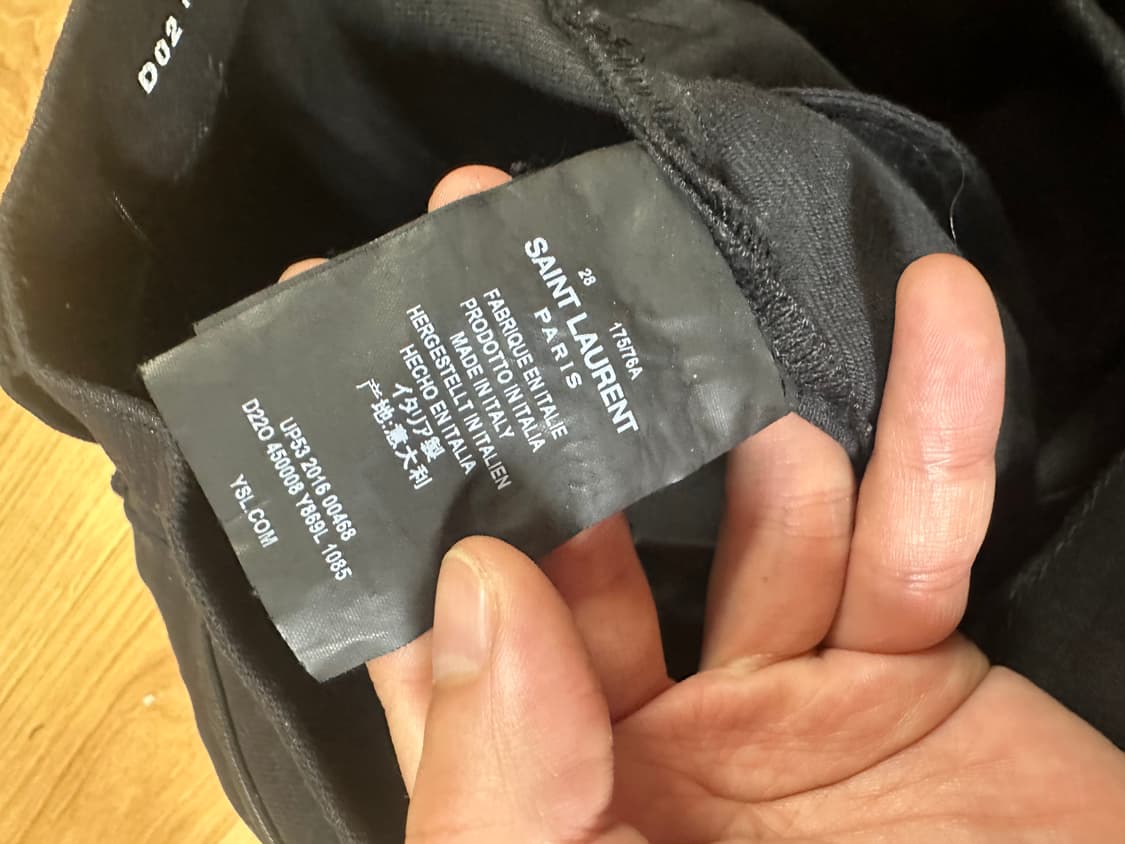 D02
28 175/76A
SAINT LAURENT
PARIS
FABRIQUE EN ITALIE
PRODOTTO IN ITALIA
MADE IN ITALY
HERGESTELLT IN ITALIEN
HECHO EN ITALIA
イタリア製
产地:意大利
UP53 2016 00468
D22O 450008 Y869L 1085
YSL.COM